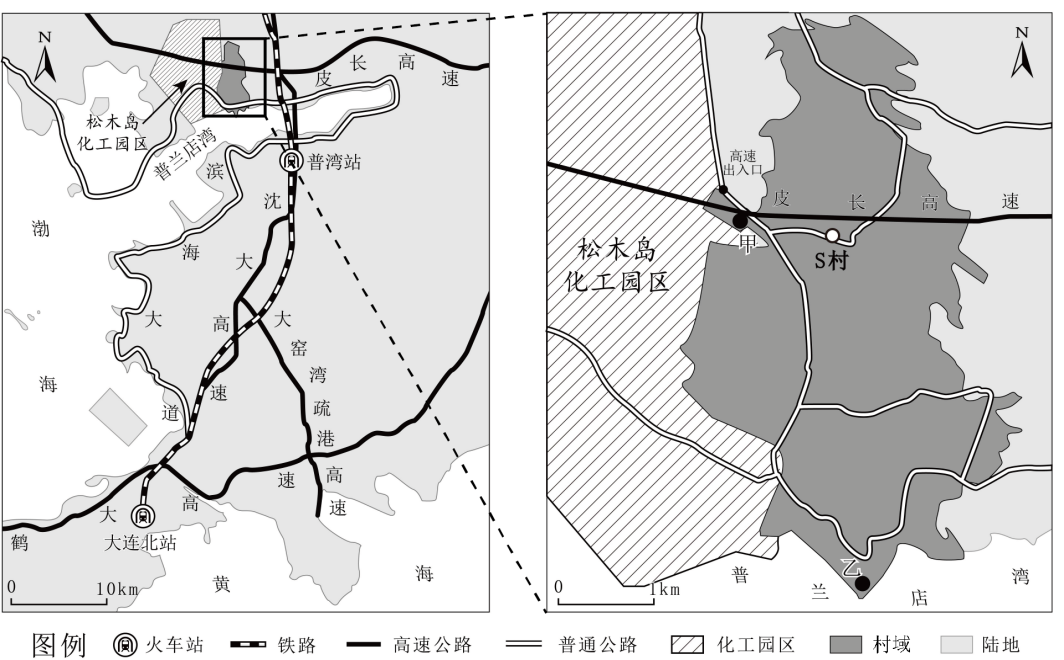 N
皮长高速
松木岛
化工园区
普兰店湾
滨海大道
普湾站
渤海
沈大高速
大窑湾疏港高速
鹤大高速
大连北站
黄海
0 10km
N
高速
出入口
皮长高速
甲
S村
松木岛
化工园区
乙
普兰店湾
0 1km
图例 火车站 铁路 高速公路 普通公路 化工园区 村域 陆地